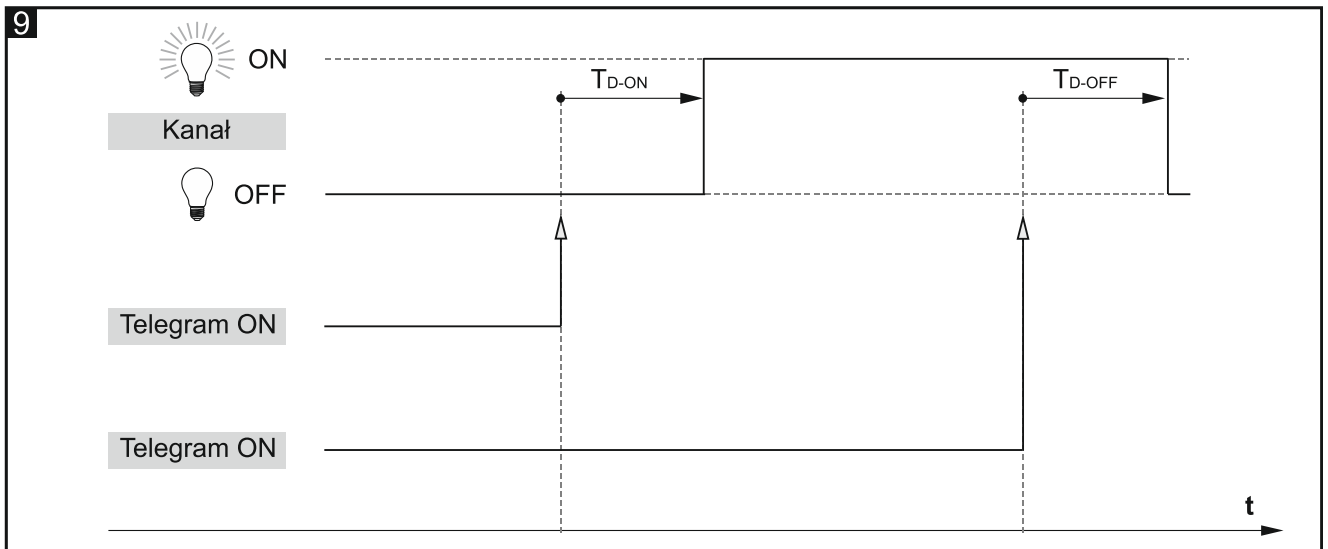 9
ON
TD-ON
TD-OFF
Kanał
OFF
Telegram ON
Telegram ON
t